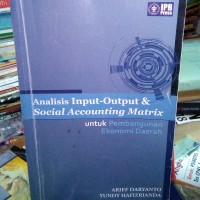 IPB
Press
Analisis Input-Output &
Social Accounting Matrix
untuk Pembangunan
Ekonomi Daerah
ARIEF DARYANTO
YUNDY HAFIZRIANDA